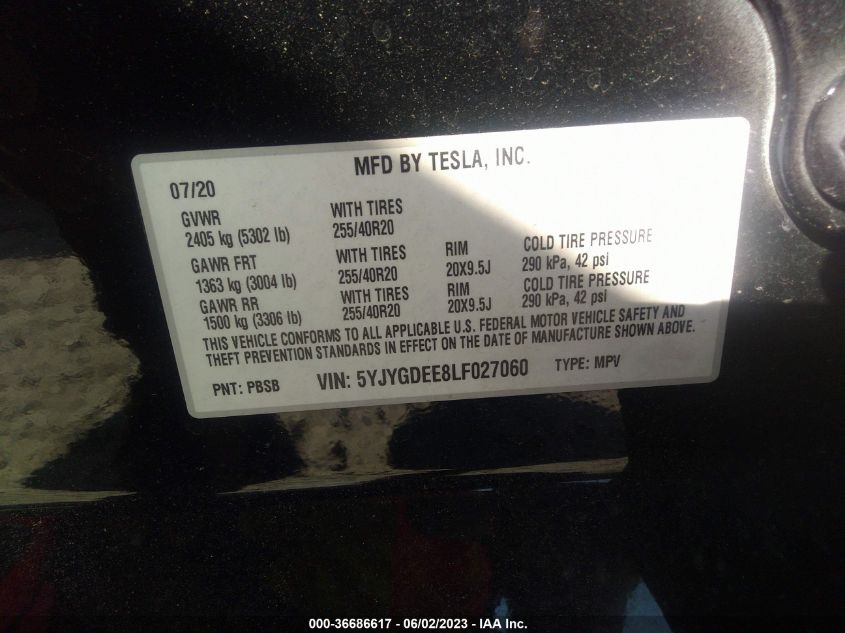 MFD BY TESLA, INC.
07/20
GVWR WITH TIRES
2405 kg (5302 lb) 255/40R20
GAWR FRT WITH TIRES RIM COLD TIRE PRESSURE
1363 kg (3004 lb) 255/40R20 20X9.5J 290 kPa, 42 psi
GAWR RR WITH TIRES RIM COLD TIRE PRESSURE
1500 kg (3306 lb) 255/40R20 20X9.5J 290 kPa, 42 psi
THIS VEHICLE CONFORMS TO ALL APPLICABLE U.S. FEDERAL MOTOR VEHICLE SAFETY AND
THEFT PREVENTION STANDARDS IN EFFECT ON THE DATE OF MANUFACTURE SHOWN ABOVE.
PNT: PBSB VIN: 5YJYGDEE8LF027060 TYPE: MPV
000-36686617 - 06/02/2023 - IAA Inc.